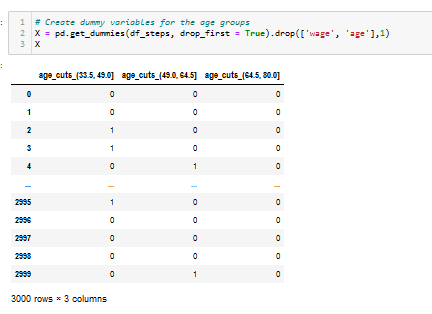 1 # Create dummy variables for the age groups
2 X = pd.get_dummies(df_steps, drop_first = True).drop(['wage', 'age'],1)
3 X
age_cuts_(33.5, 49.0] age_cuts_(49.0, 64.5] age_cuts_(64.5, 80.0]
0 0 0 0
1 0 0 0
2 1 0 0
3 1 0 0
4 0 1 0
... ... ... ...
2995 1 0 0
2996 0 0 0
2997 0 0 0
2998 0 0 0
2999 0 1 0
3000 rows × 3 columns